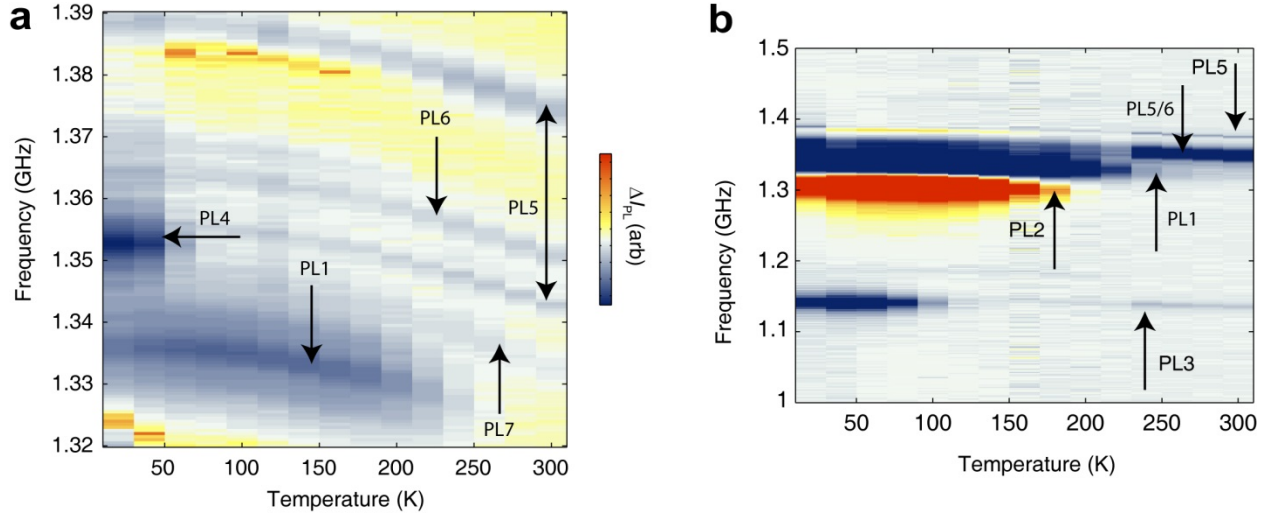 a
1.39
1.38
1.37
1.36
1.35
1.34
1.33
1.32
Frequency (GHz)
50
100
150
200
250
300
Temperature (K)
PL4
PL1
PL6
PL5
PL7
ΔI_PL (arb)
b
1.5
1.4
1.3
1.2
1.1
1
Frequency (GHz)
50
100
150
200
250
300
Temperature (K)
PL5
PL5/6
PL2
PL1
PL3